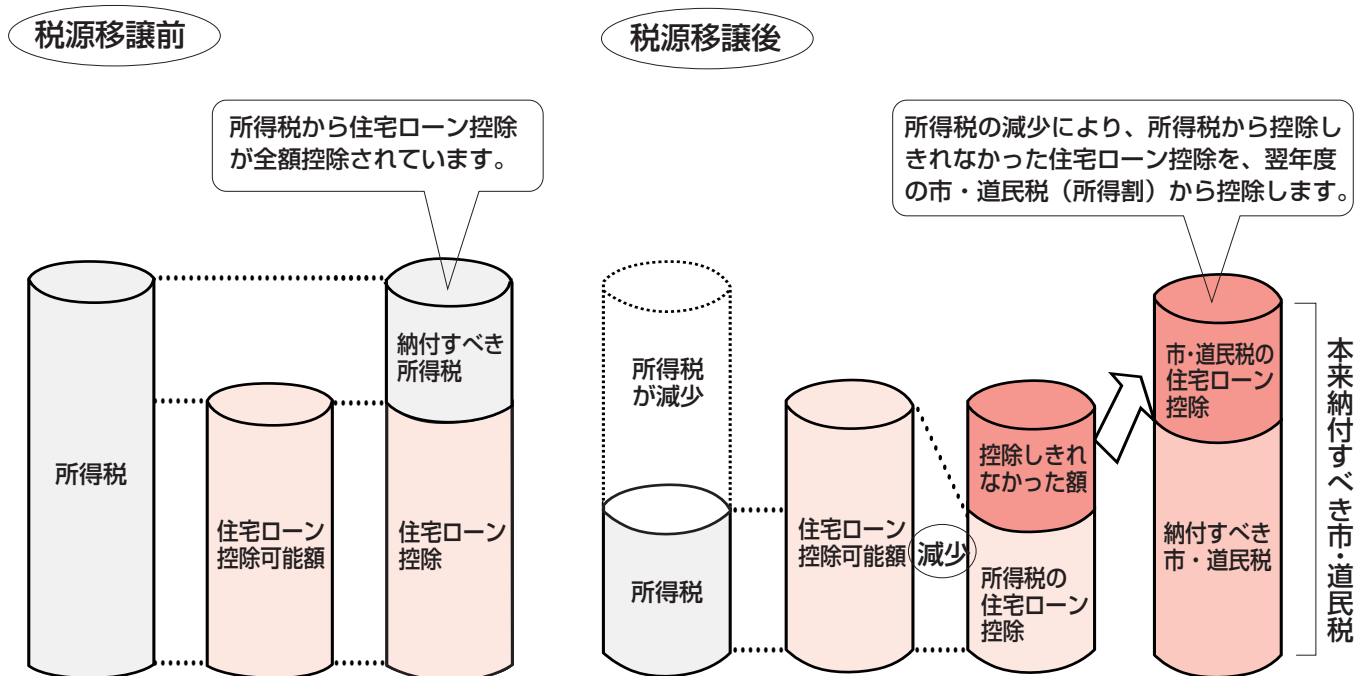 税源移譲前
所得税から住宅ローン控除
が全額控除されています。
所得税
住宅ローン
控除可能額
納付すべき
所得税
住宅ローン
控除
税源移譲後
所得税の減少により、所得税から控除し
きれなかった住宅ローン控除を、翌年度
の市・道民税（所得割）から控除します。
所得税
が減少
所得税
住宅ローン
控除可能額
減少
控除しきれ
なかった額
所得税の
住宅ローン
控除
市・道民税の
住宅ローン
控除
納付すべき
市・道民税
本来納付すべき市・道民税